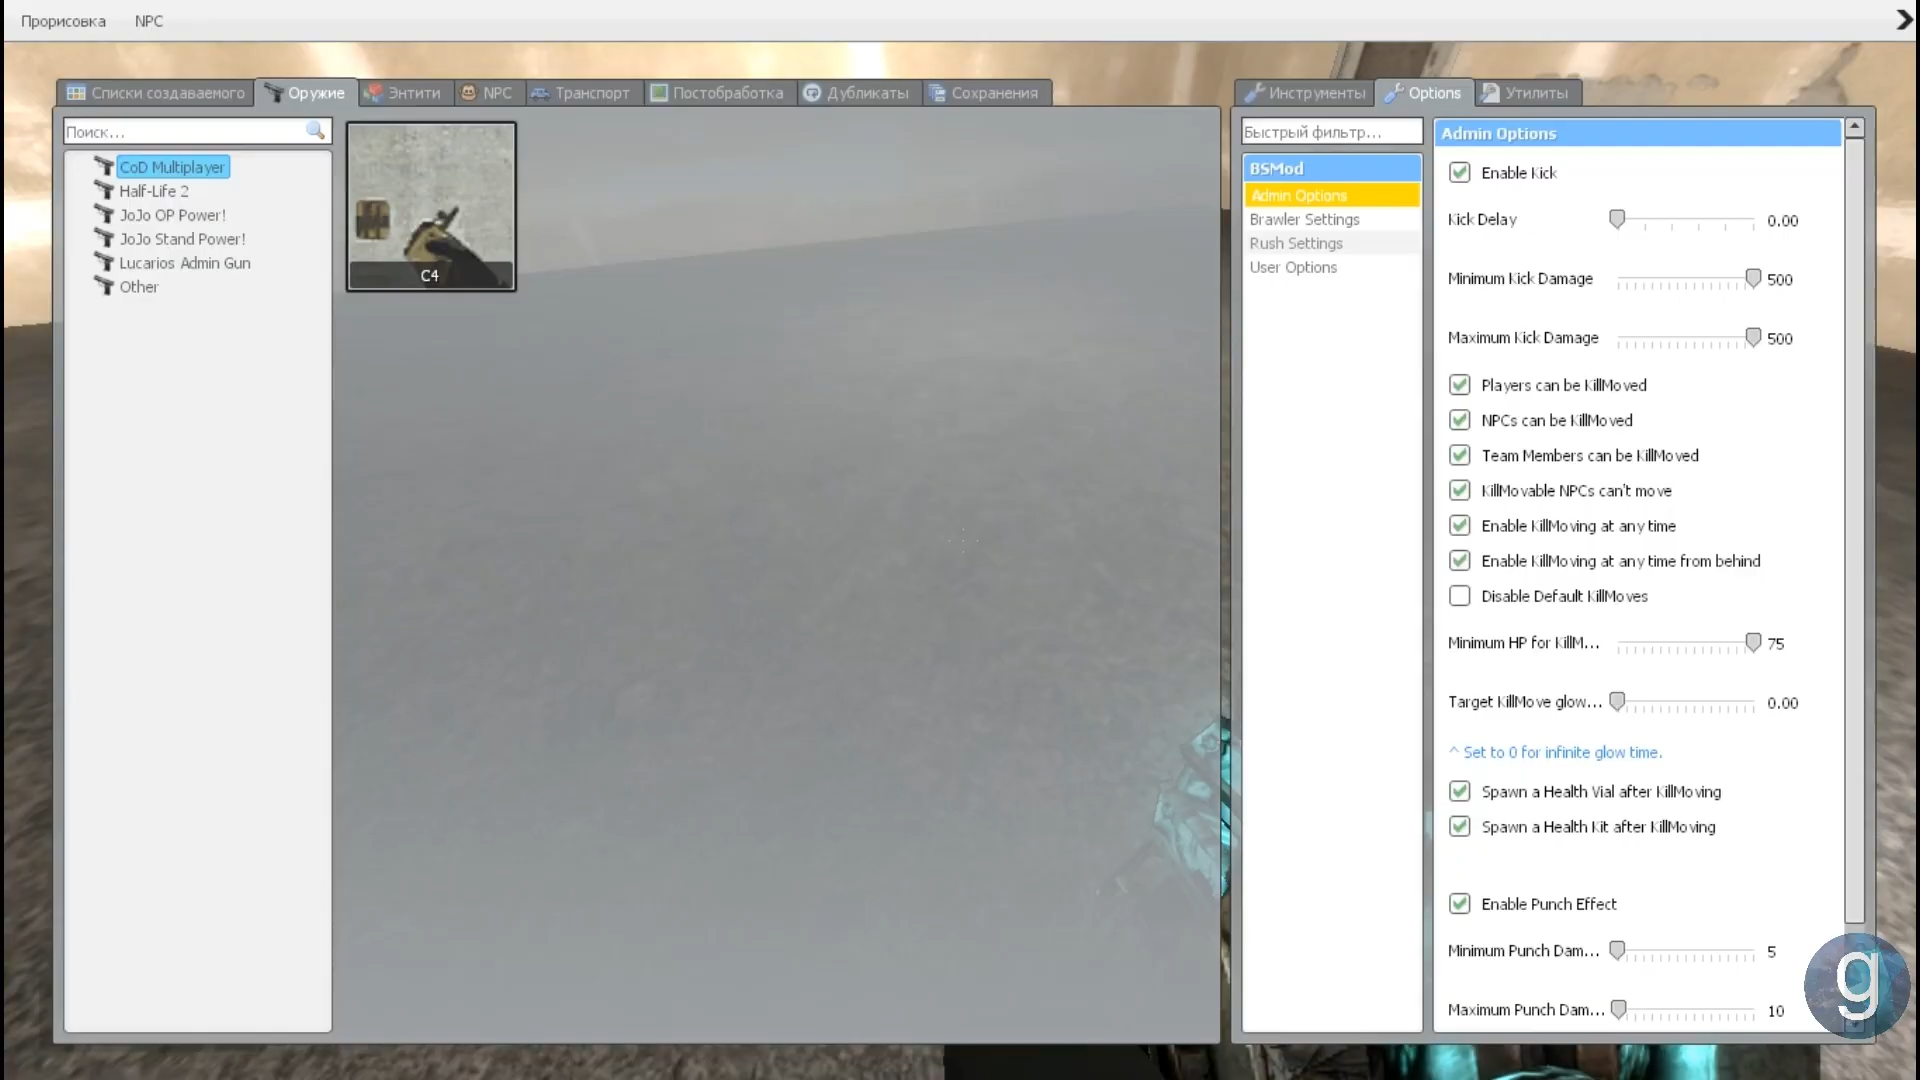 Прорисовка NPC
Списки создаваемого Оружие Энтити NPC Транспорт Постобработка Дубликаты Сохранения
Поиск...
CoD Multiplayer
Half-Life 2
JoJo OP Power!
JoJo Stand Power!
Lucarios Admin Gun
Other
C4
Инструменты Options Утилиты
Быстрый фильтр...
BSMod
Admin Options
Brawler Settings
Rush Settings
User Options
Admin Options
Enable Kick
Kick Delay 0.00
Minimum Kick Damage 500
Maximum Kick Damage 500
Players can be KillMoved
NPCs can be KillMoved
Team Members can be KillMoved
KillMovable NPCs can't move
Enable KillMoving at any time
Enable KillMoving at any time from behind
Disable Default KillMoves
Minimum HP for KillM... 75
Target KillMove glow... 0.00
^ Set to 0 for infinite glow time.
Spawn a Health Vial after KillMoving
Spawn a Health Kit after KillMoving
Enable Punch Effect
Minimum Punch Dam... 5
Maximum Punch Dam... 10
g